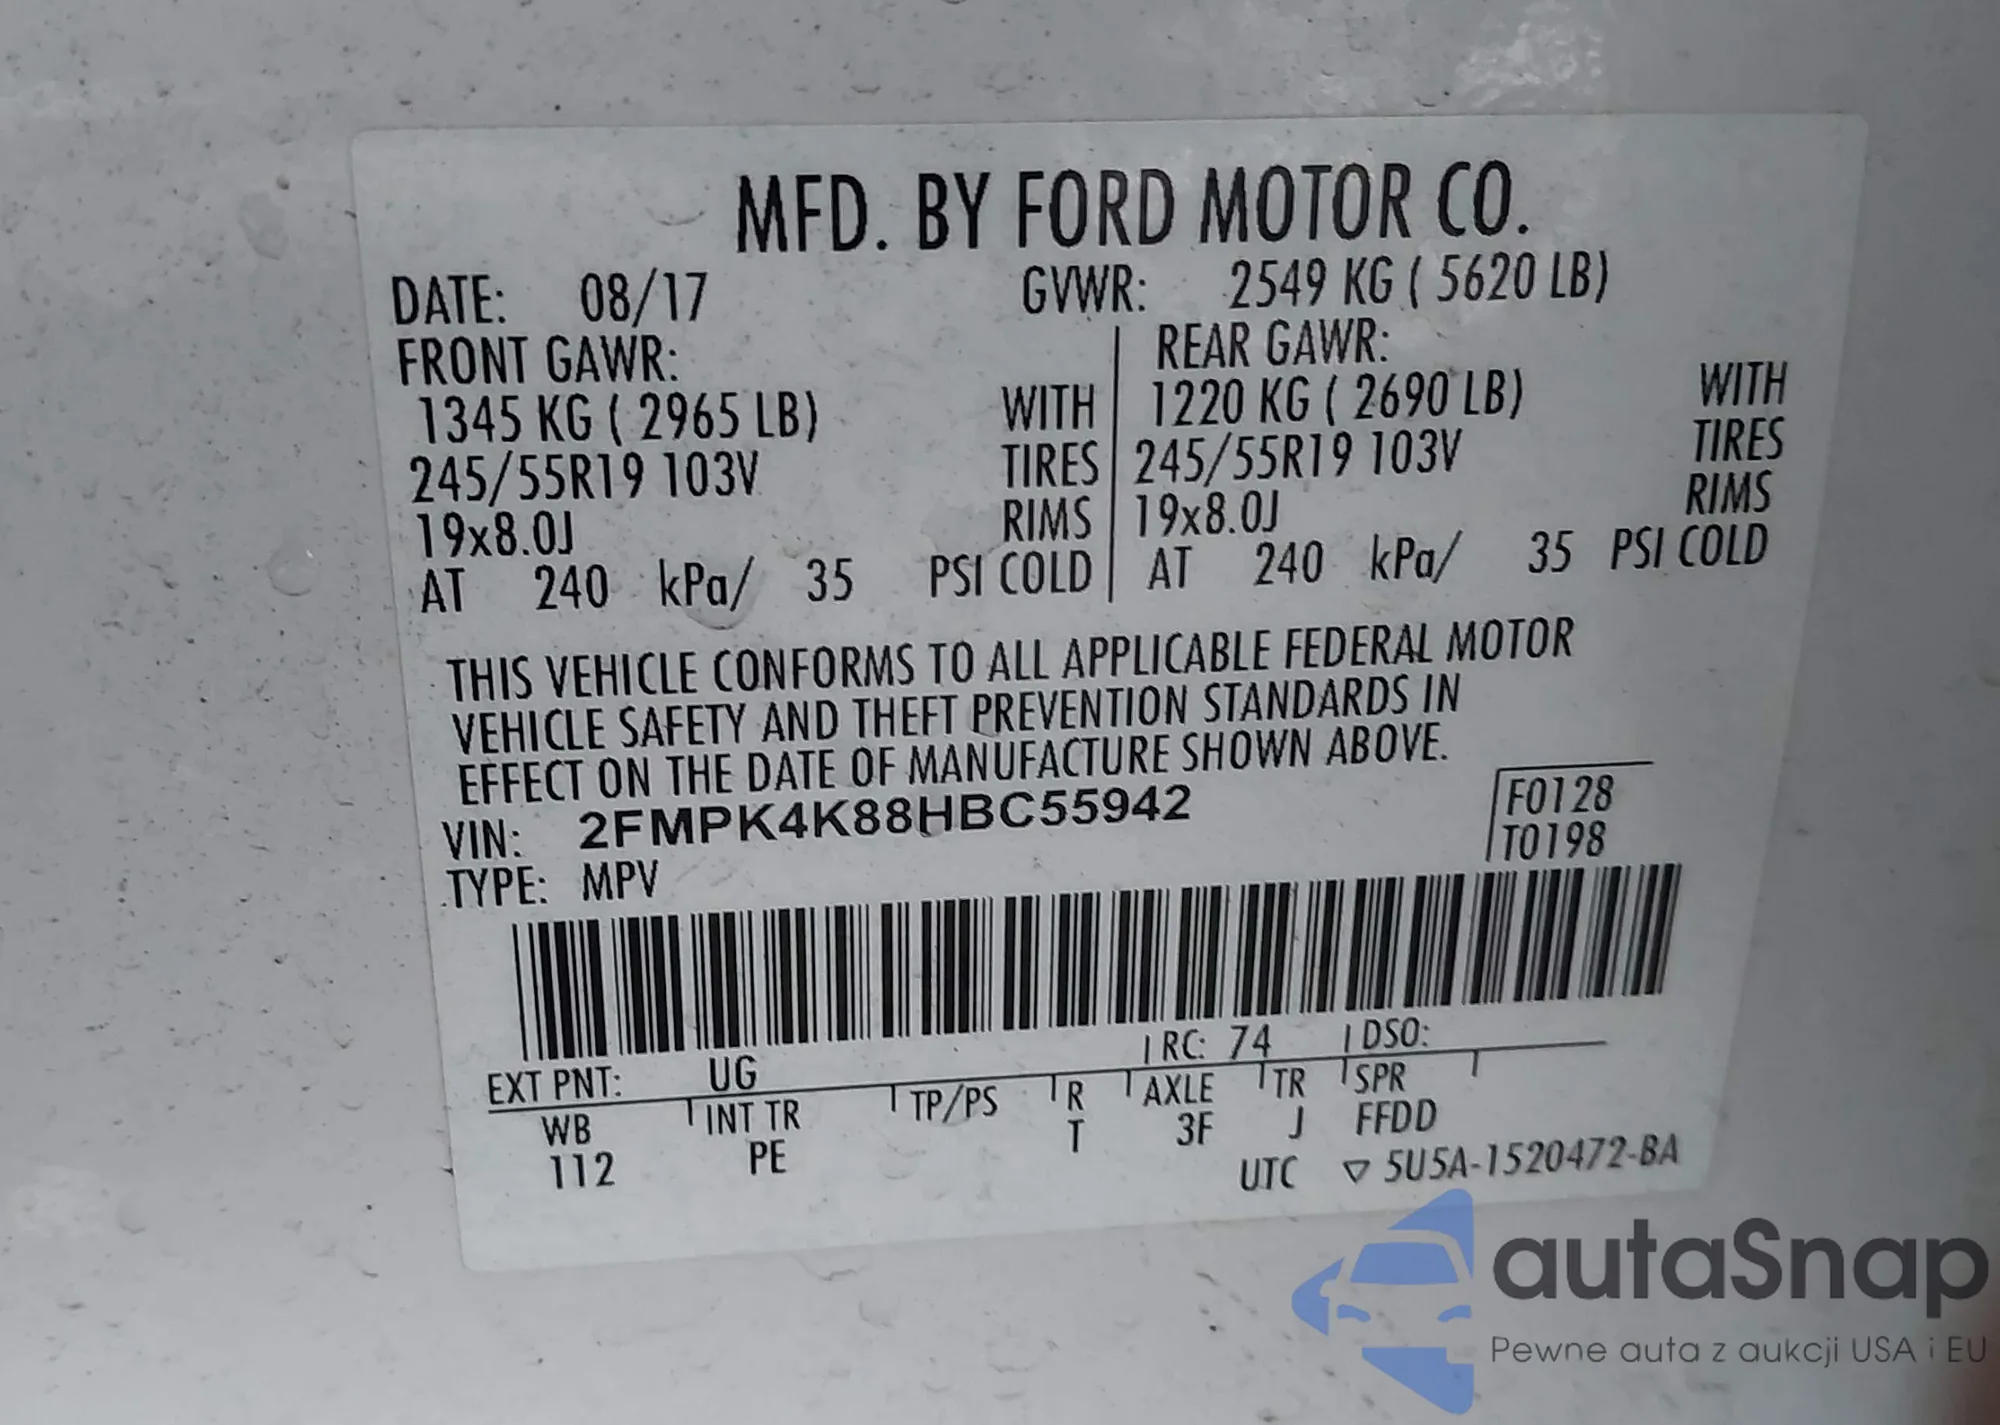 MFD. BY FORD MOTOR CO.
DATE: 08/17 GVWR: 2549 KG ( 5620 LB)
FRONT GAWR: REAR GAWR:
1345 KG ( 2965 LB) WITH 1220 KG ( 2690 LB) WITH
245/55R19 103V TIRES 245/55R19 103V TIRES
19x8.0J RIMS 19x8.0J RIMS
AT 240 kPa/ 35 PSI COLD AT 240 kPa/ 35 PSI COLD
THIS VEHICLE CONFORMS TO ALL APPLICABLE FEDERAL MOTOR
VEHICLE SAFETY AND THEFT PREVENTION STANDARDS IN
EFFECT ON THE DATE OF MANUFACTURE SHOWN ABOVE.
VIN: 2FMPK4K88HBC55942 F0128
TYPE: MPV T0198
EXT PNT: UG RC: 74 DSO:
WB INT TR TP/PS R AXLE TR SPR
112 PE T 3F J FFDD
UTC ▽ 5U5A-1520472-BA
autaSnap
Pewne auta z aukcji USA i EU